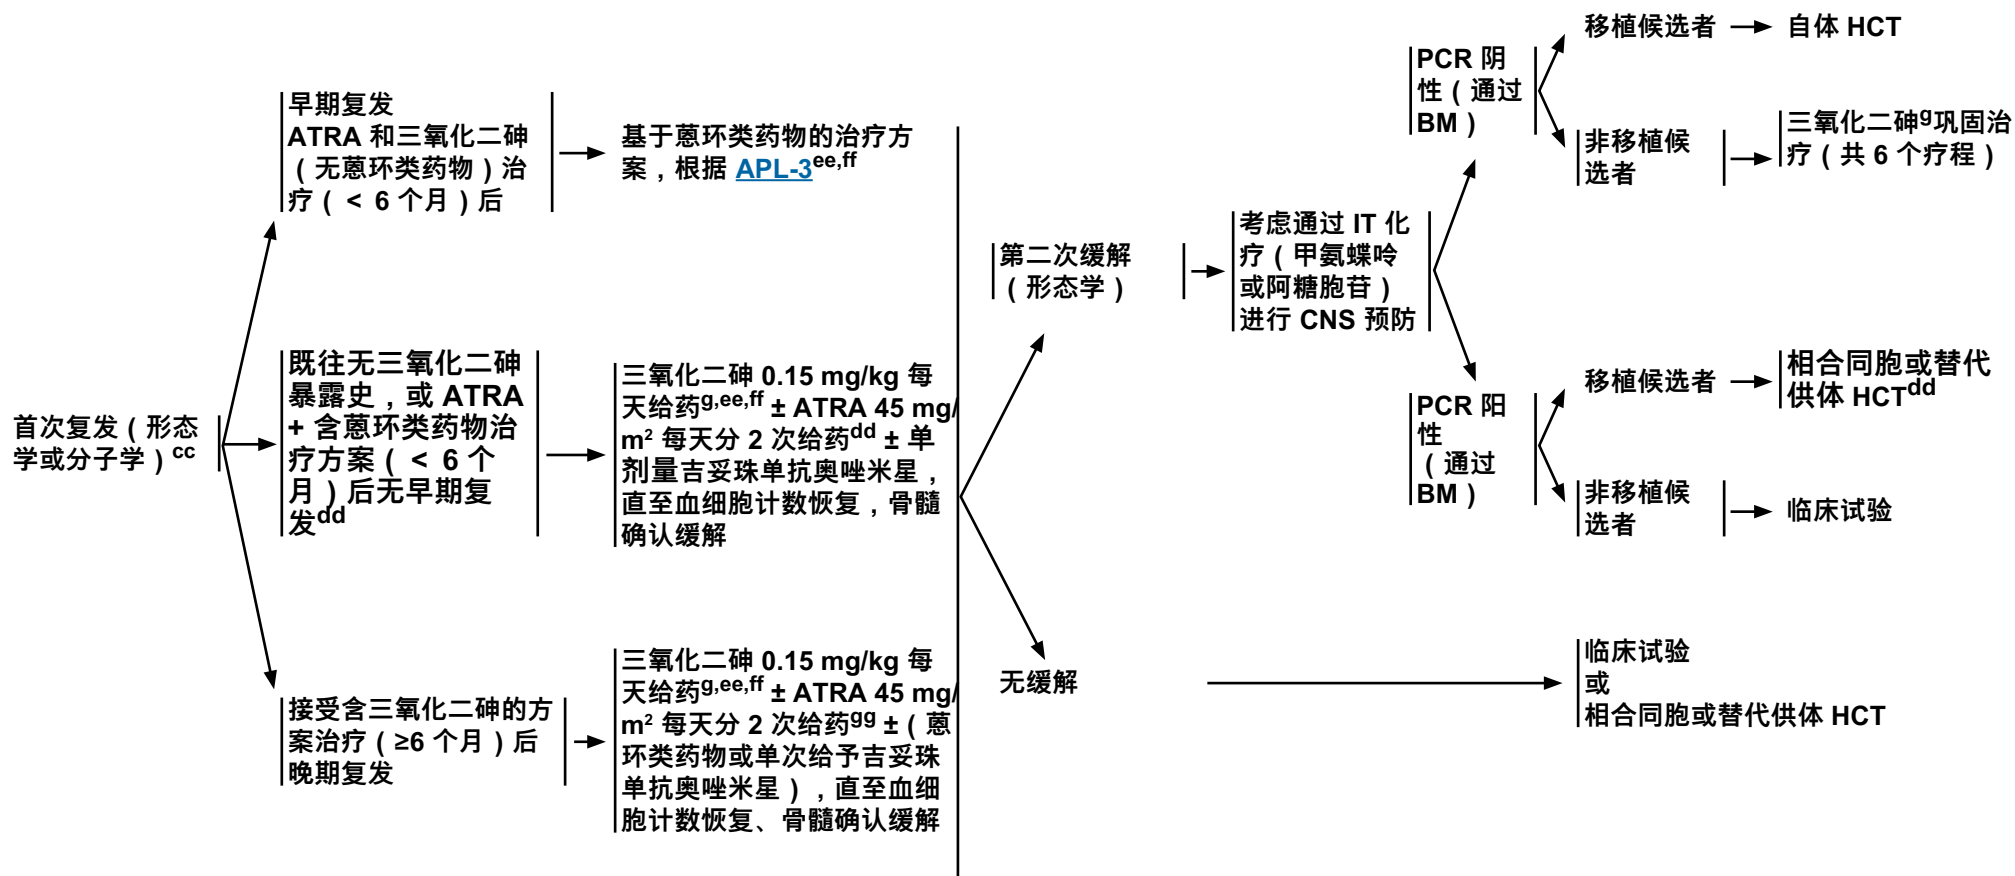 首次复发（形态
学或分子学）cc
早期复发
ATRA 和三氧化二砷
（无蒽环类药物）治
疗（ < 6 个月）后
基于蒽环类药物的治疗方
案，根据 APL-3ee,ff
既往无三氧化二砷
暴露史，或 ATRA
+ 含蒽环类药物治
疗方案（ < 6 个
月）后无早期复
发dd
三氧化二砷 0.15 mg/kg 每
天给药g,ee,ff ± ATRA 45 mg/
m² 每天分 2 次给药dd ± 单
剂量吉妥珠单抗奥唑米星，
直至血细胞计数恢复，骨髓
确认缓解
接受含三氧化二砷的方
案治疗（≥6 个月）后
晚期复发
三氧化二砷 0.15 mg/kg 每
天给药g,ee,ff ± ATRA 45 mg/
m² 每天分 2 次给药gg ±（蒽
环类药物或单次给予吉妥珠
单抗奥唑米星），直至血细
胞计数恢复、骨髓确认缓解
第二次缓解
（形态学）
考虑通过 IT 化
疗（甲氨蝶呤
或阿糖胞苷）
进行 CNS 预防
PCR 阴
性（通过
BM）
移植候选者
自体 HCT
非移植候
选者
三氧化二砷g巩固治
疗（共 6 个疗程）
PCR 阳
性
（通过
BM）
移植候选者
相合同胞或替代
供体 HCTdd
非移植候
选者
临床试验
无缓解
临床试验
或
相合同胞或替代供体 HCT